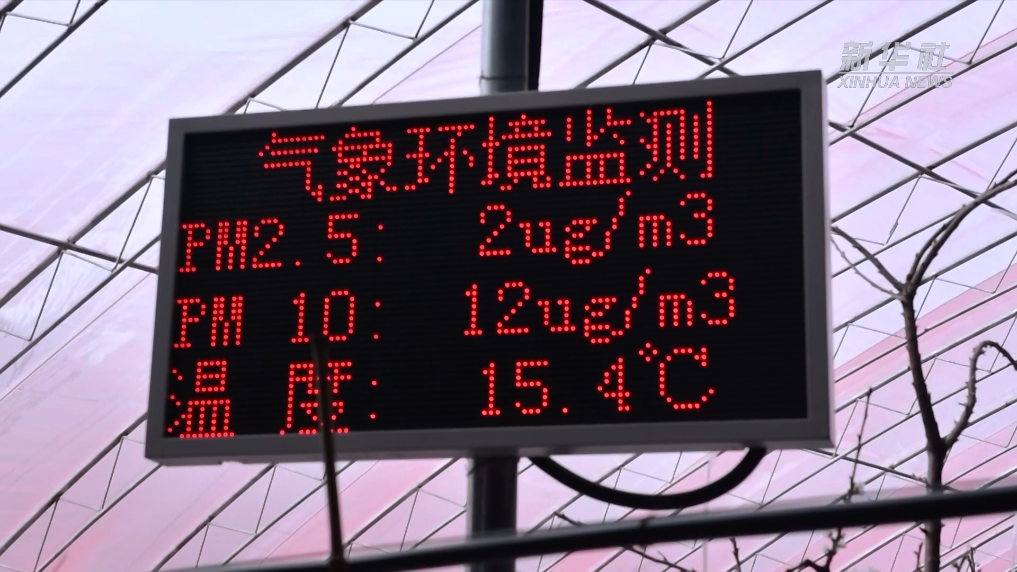 新华社
XINHUA NEWS
气象环境监测
PM2.5: 2ug/m3
PM 10: 12ug/m3
温 度: 15.4℃